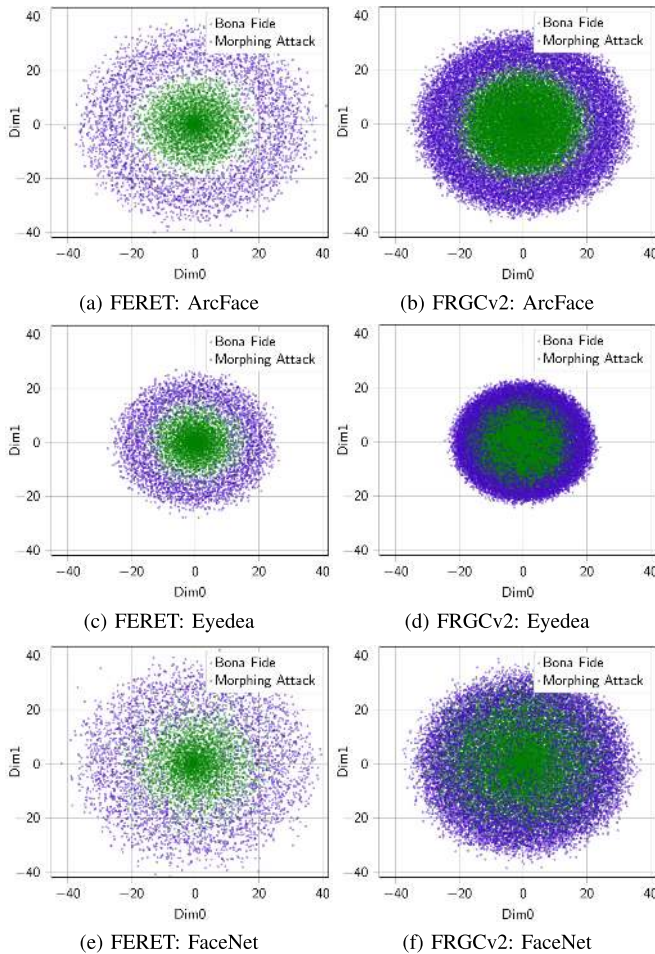 Bona Fide
Morphing Attack
40
20
0
−20
−40
Dim1
−40 −20 0 20 40
Dim0
(a) FERET: ArcFace
Bona Fide
Morphing Attack
40
20
0
−20
−40
Dim1
−40 −20 0 20 40
Dim0
(b) FRGCv2: ArcFace
Bona Fide
Morphing Attack
40
20
0
−20
−40
Dim1
−40 −20 0 20 40
Dim0
(c) FERET: Eyedea
Bona Fide
Morphing Attack
40
20
0
−20
−40
Dim1
−40 −20 0 20 40
Dim0
(d) FRGCv2: Eyedea
Bona Fide
Morphing Attack
40
20
0
−20
−40
Dim1
−40 −20 0 20 40
Dim0
(e) FERET: FaceNet
Bona Fide
Morphing Attack
40
20
0
−20
−40
Dim1
−40 −20 0 20 40
Dim0
(f) FRGCv2: FaceNet